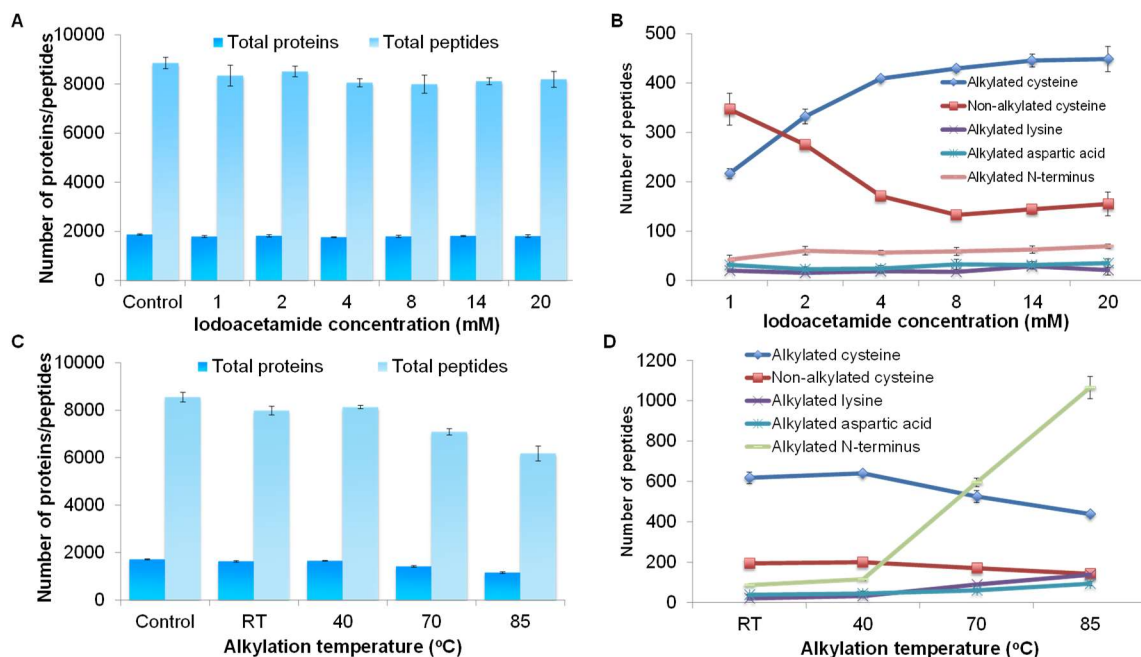 A
Number of proteins/peptides
10000
8000
6000
4000
2000
0
Total proteins
Total peptides
Control
1
2
4
8
14
20
Iodoacetamide concentration (mM)
B
Number of peptides
500
400
300
200
100
0
Alkylated cysteine
Non-alkylated cysteine
Alkylated lysine
Alkylated aspartic acid
Alkylated N-terminus
1
2
4
8
14
20
Iodoacetamide concentration (mM)
C
Number of proteins/peptides
10000
8000
6000
4000
2000
0
Total proteins
Total peptides
Control
RT
40
70
85
Alkylation temperature (ºC)
D
Number of peptides
1200
1000
800
600
400
200
0
Alkylated cysteine
Non-alkylated cysteine
Alkylated lysine
Alkylated aspartic acid
Alkylated N-terminus
RT
40
70
85
Alkylation temperature (ºC)